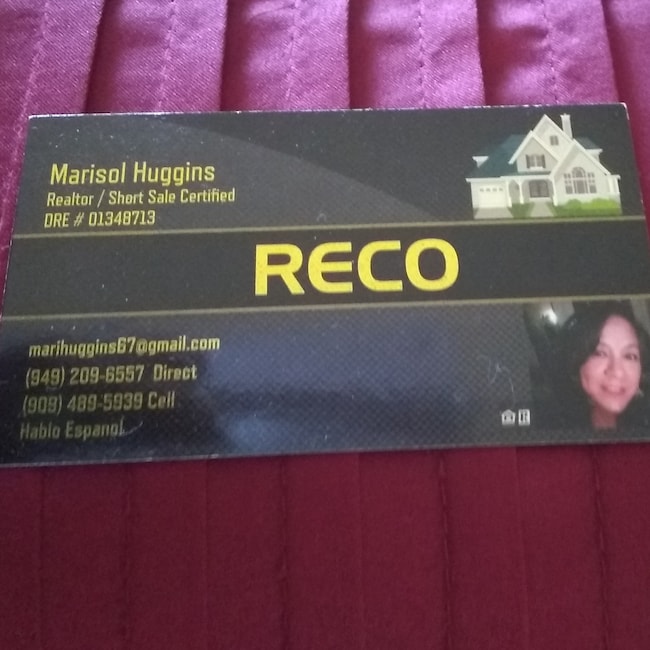 Marisol Huggins
Realtor / Short Sale Certified
DRE # 01348713
RECO
marihuggins67@gmail.com
(949) 209-6557 Direct
(909) 489-5939 Cell
Hablo Espanol